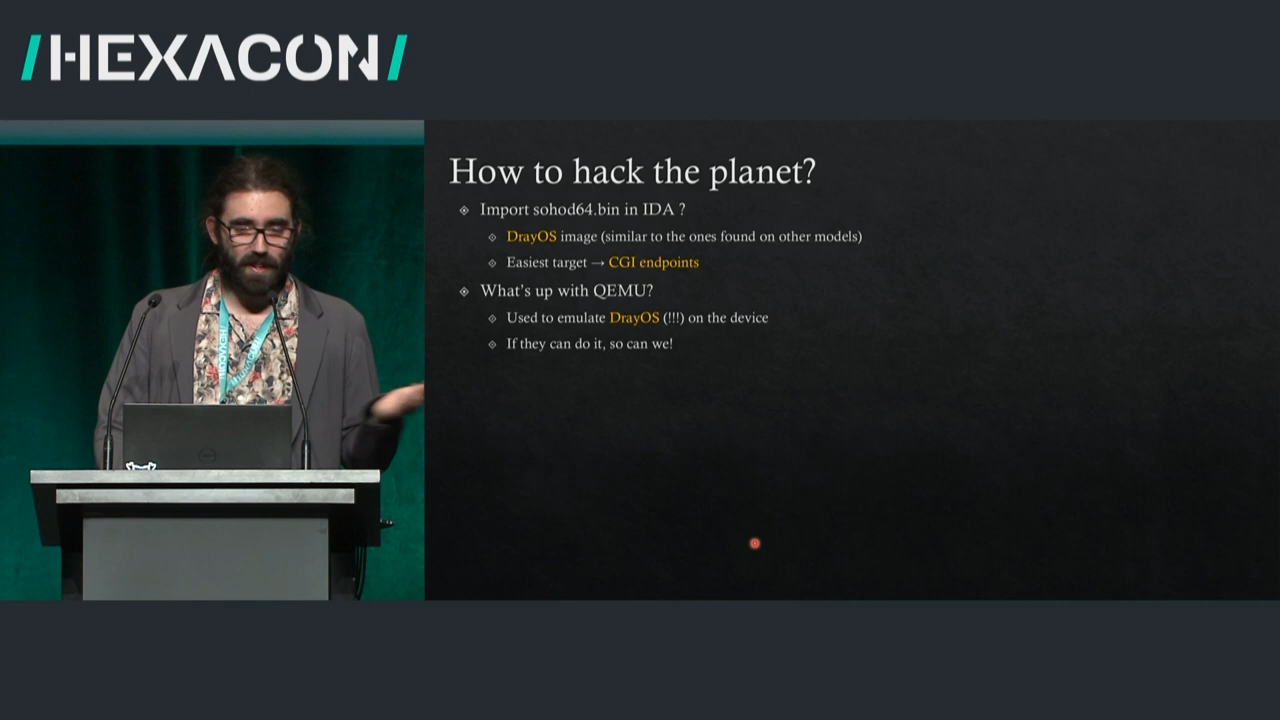 /HEXACON/
How to hack the planet?
Import sohod64.bin in IDA ?
DrayOS image (similar to the ones found on other models)
Easiest target → CGI endpoints
What's up with QEMU?
Used to emulate DrayOS (!!!) on the device
If they can do it, so can we!